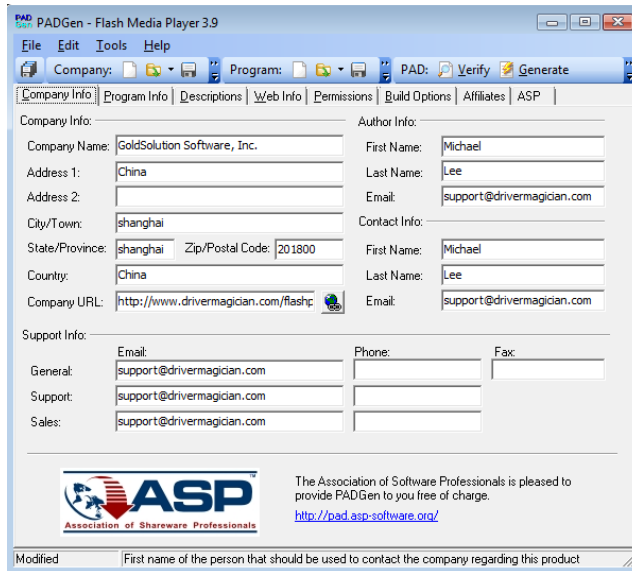 PADGen - Flash Media Player 3.9
File Edit Tools Help
Company: Program: PAD: Verify Generate
Company Info Program Info Descriptions Web Info Permissions Build Options Affiliates ASP
Company Info: Author Info:
Company Name: GoldSolution Software, Inc. First Name: Michael
Address 1: China Last Name: Lee
Address 2: Email: support@drivermagician.com
City/Town: shanghai Contact Info:
State/Province: shanghai Zip/Postal Code: 201800 First Name: Michael
Country: China Last Name: Lee
Company URL: http://www.drivermagician.com/flashp Email: support@drivermagician.com
Support Info:
Email: Phone: Fax:
General: support@drivermagician.com
Support: support@drivermagician.com
Sales: support@drivermagician.com
ASP
Association of Shareware Professionals
The Association of Software Professionals is pleased to
provide PADGen to you free of charge.
http://pad.asp-software.org/
Modified First name of the person that should be used to contact the company regarding this product